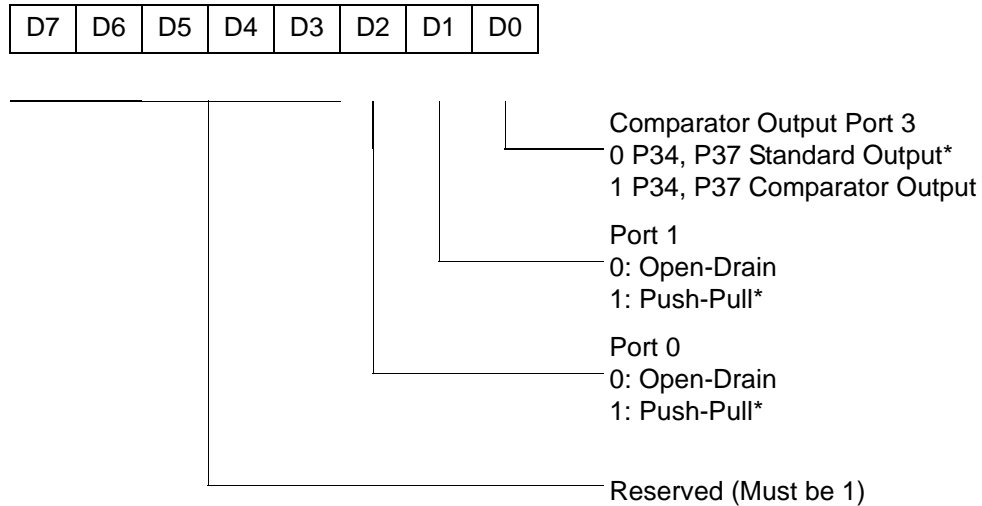 D7 D6 D5 D4 D3 D2 D1 D0
Comparator Output Port 3
0 P34, P37 Standard Output*
1 P34, P37 Comparator Output
Port 1
0: Open-Drain
1: Push-Pull*
Port 0
0: Open-Drain
1: Push-Pull*
Reserved (Must be 1)